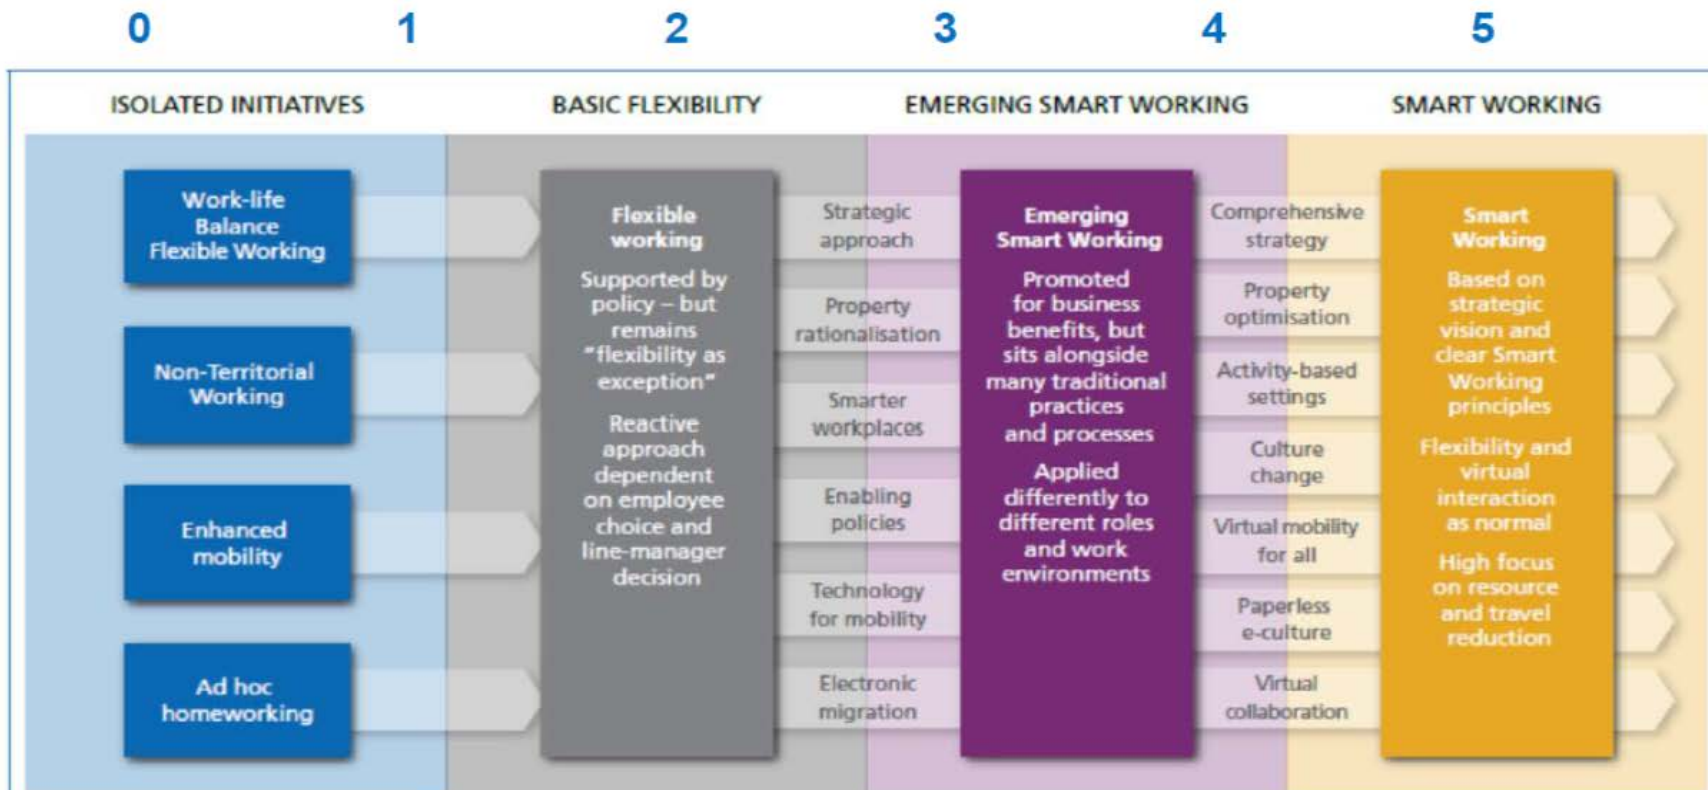 0 1 2 3 4 5
ISOLATED INITIATIVES
BASIC FLEXIBILITY
EMERGING SMART WORKING
SMART WORKING
Work-life
Balance
Flexible Working
Non-Territorial
Working
Enhanced
mobility
Ad hoc
homeworking
Flexible
working
Supported by
policy – but
remains
"flexibility as
exception"
Reactive
approach
dependent
on employee
choice and
line-manager
decision
Strategic
approach
Property
rationalisation
Smarter
workplaces
Enabling
policies
Technology
for mobility
Electronic
migration
Emerging
Smart Working
Promoted
for business
benefits, but
sits alongside
many traditional
practices
and processes
Applied
differently to
different roles
and work
environments
Comprehensive
strategy
Property
optimisation
Activity-based
settings
Culture
change
Virtual mobility
for all
Paperless
e-culture
Virtual
collaboration
Smart
Working
Based on
strategic
vision and
clear Smart
Working
principles
Flexibility and
virtual
interaction
as normal
High focus
on resource
and travel
reduction